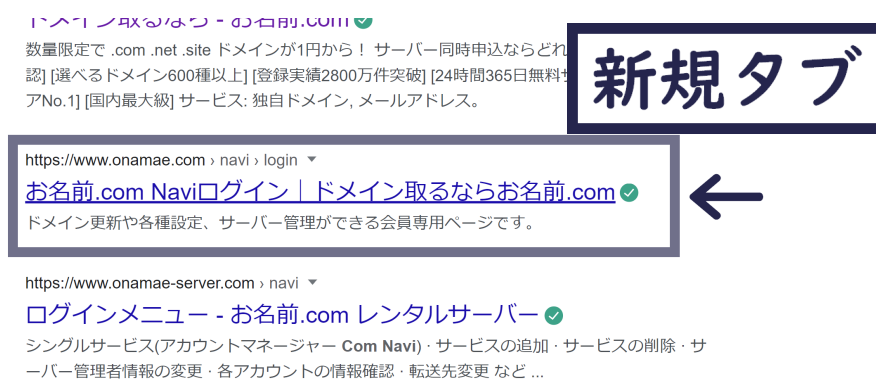 ドメイン取るなら - お名前.com
数量限定で .com .net .site ドメインが1円から！ サーバー同時申込ならどれ
認] [選べるドメイン600種以上] [登録実績2800万件突破] [24時間365日無料
アNo.1] [国内最大級] サービス: 独自ドメイン, メールアドレス。
新規タブ
https://www.onamae.com › navi › login
お名前.com Naviログイン｜ドメイン取るならお名前.com
ドメイン更新や各種設定、サーバー管理ができる会員専用ページです。
https://www.onamae-server.com › navi
ログインメニュー - お名前.com レンタルサーバー
シングルサービス(アカウントマネージャー Com Navi) · サービスの追加 · サービスの削除 · サ
ーバー管理者情報の変更 · 各アカウントの情報確認 · 転送先変更 など ...